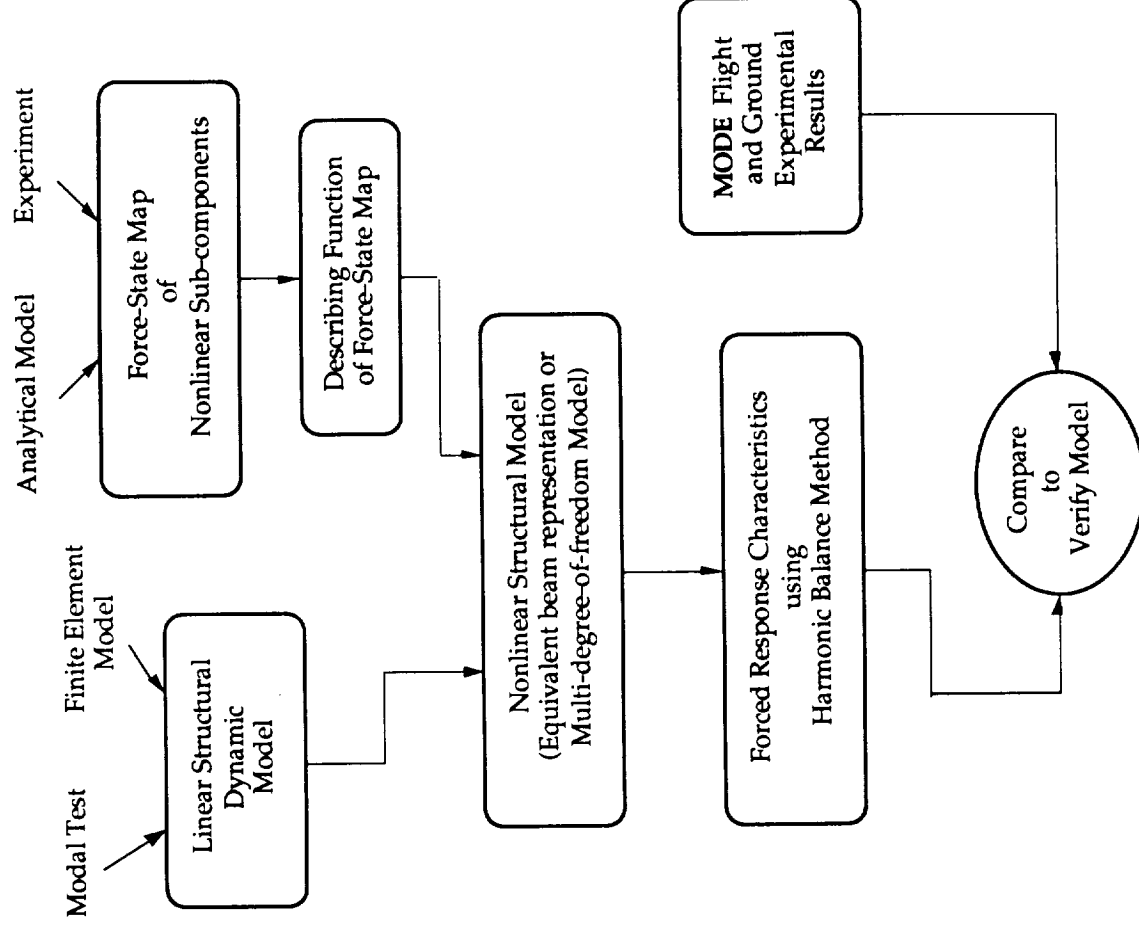 Modal Test
Finite Element
Model
Analytical Model
Experiment
Linear Structural
Dynamic
Model
Force-State Map
of
Nonlinear Sub-components
Describing Function
of Force-State Map
Nonlinear Structural Model
(Equivalent beam representation or
Multi-degree-of-freedom Model)
Forced Response Characteristics
using
Harmonic Balance Method
MODE Flight
and Ground
Experimental
Results
Compare
to
Verify Model